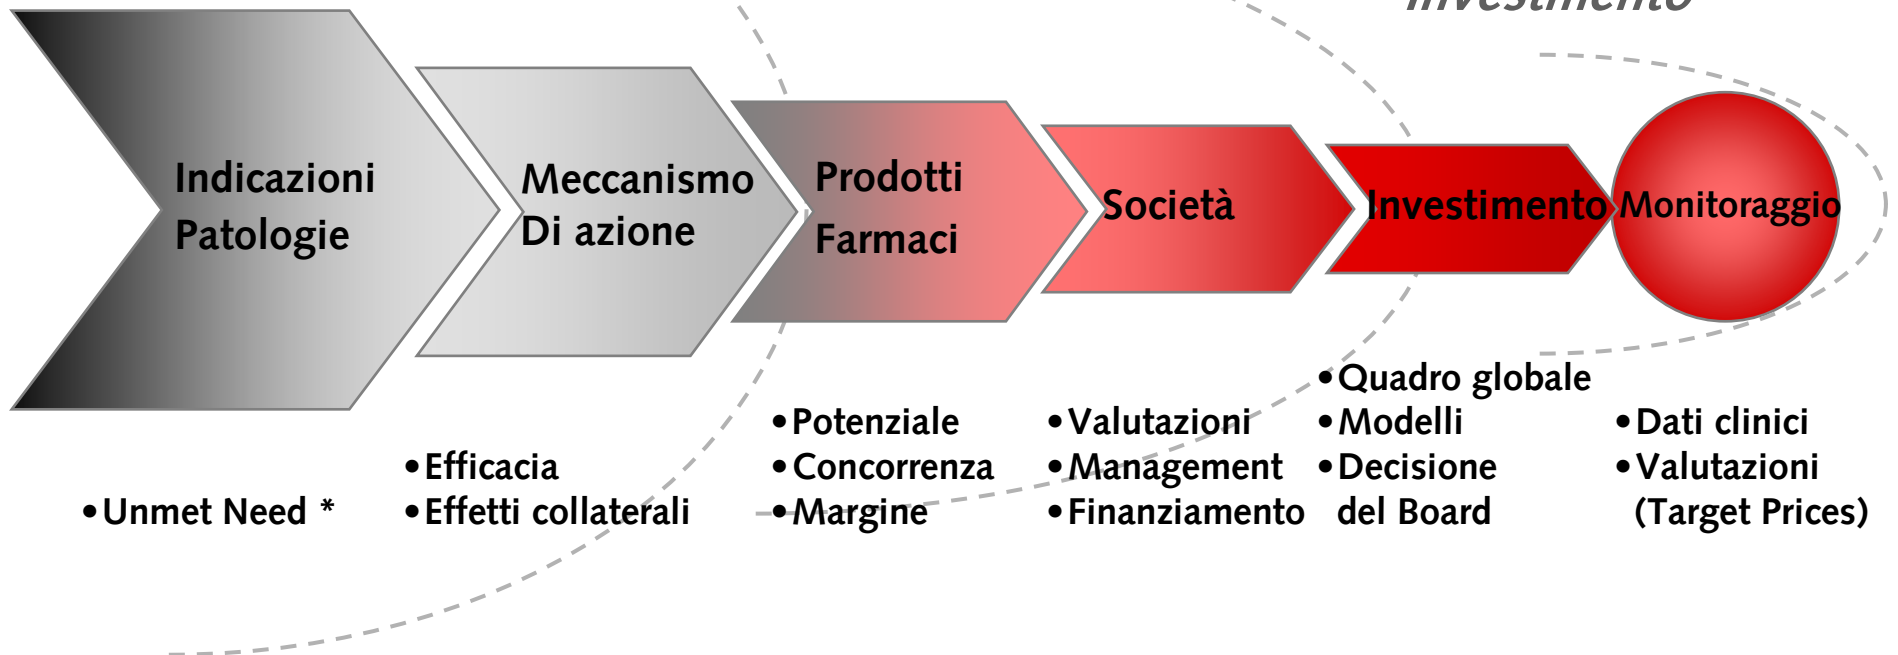 Investimento
Indicazioni
Patologie
Meccanismo
Di azione
Prodotti
Farmaci
Società
Investimento
Monitoraggio
•Unmet Need *
•Efficacia
•Effetti collaterali
•Potenziale
•Concorrenza
•Margine
•Valutazioni
•Management
•Finanziamento
•Quadro globale
•Modelli
•Decisione
del Board
•Dati clinici
•Valutazioni
(Target Prices)